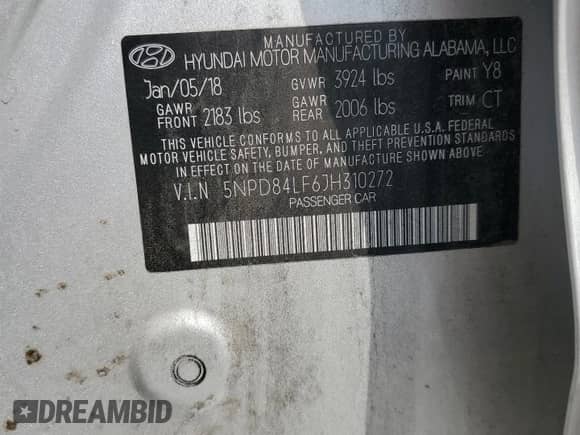 MANUFACTURED BY
HYUNDAI MOTOR MANUFACTURING ALABAMA, LLC
Jan/05/18 GVWR 3924 lbs PAINT Y8
GAWR FRONT 2183 lbs GAWR REAR 2006 lbs TRIM CT
THIS VEHICLE CONFORMS TO ALL APPLICABLE U.S.A. FEDERAL
MOTOR VEHICLE SAFETY, BUMPER, AND THEFT PREVENTION
STANDARDS IN EFFECT ON THE DATE OF MANUFACTURE SHOWN
ABOVE.
V.I.N 5NPD84LF6JH310272
PASSENGER CAR
DREAMBID